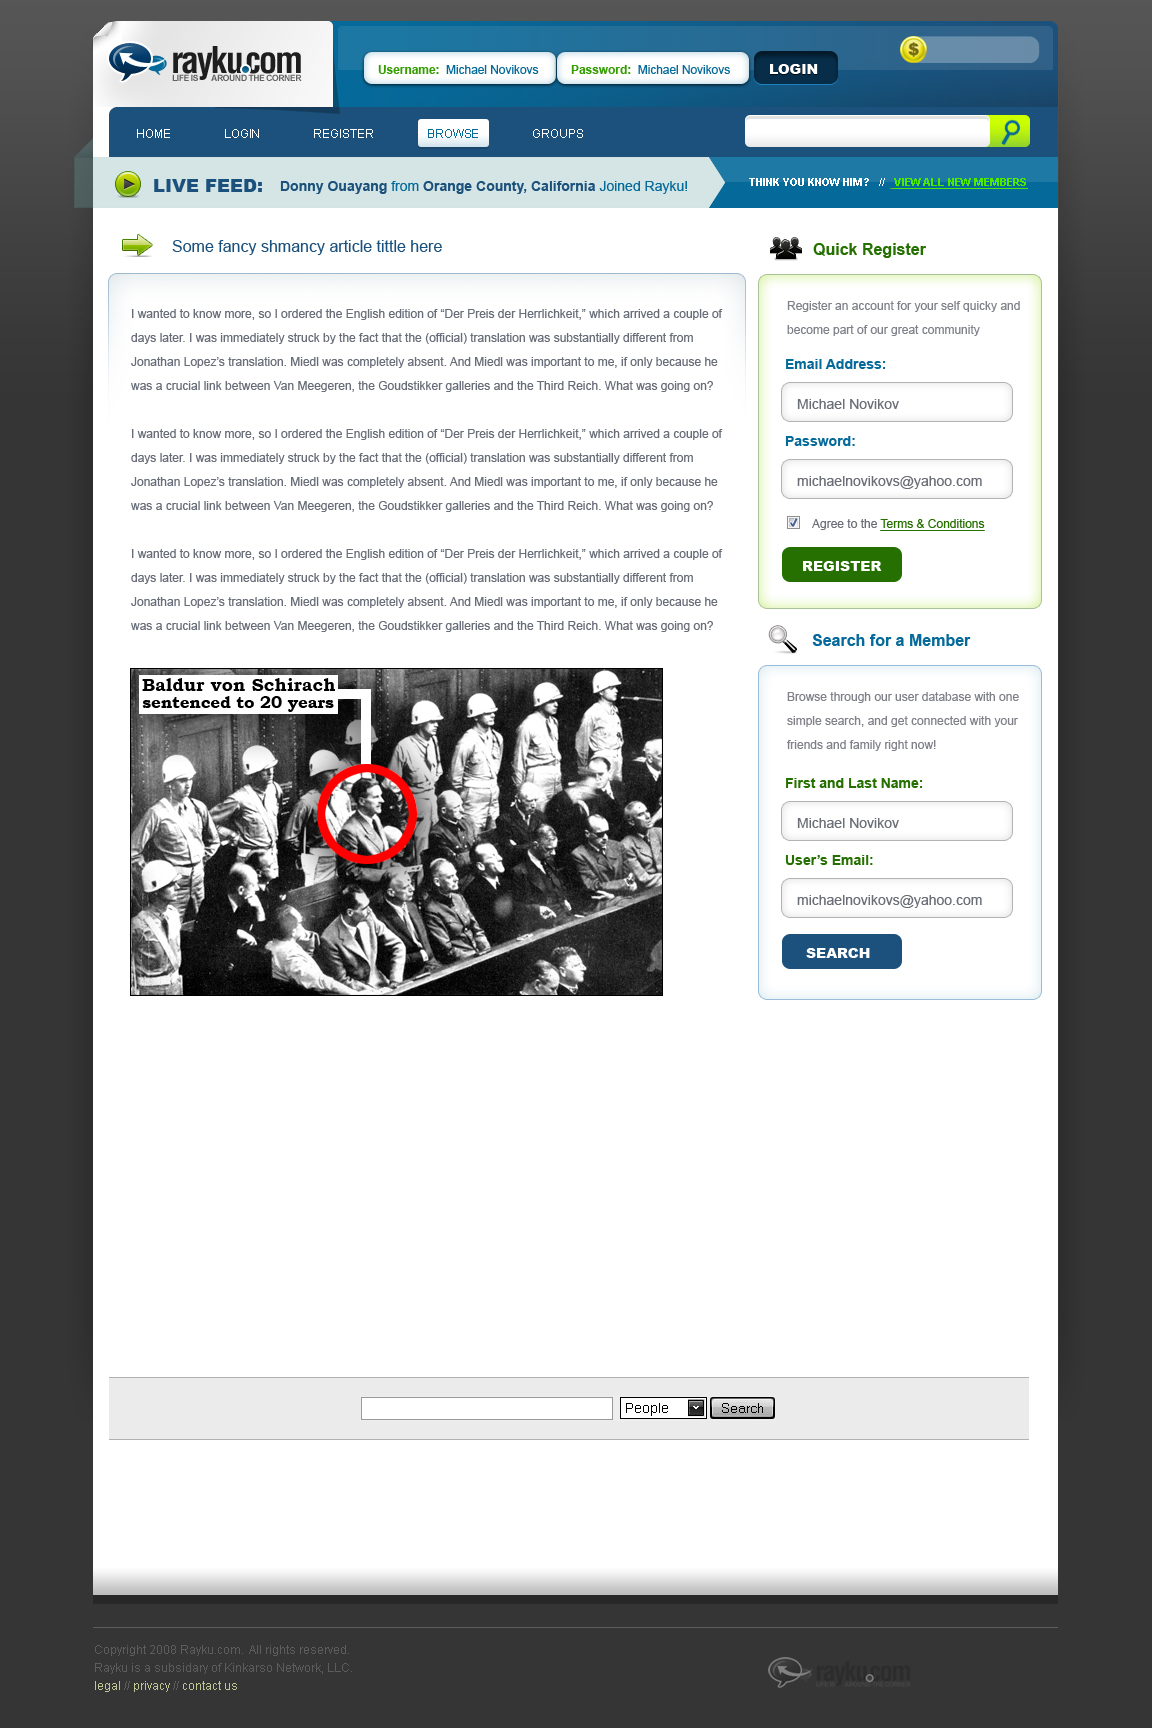 rayku.com
LIFE IS AROUND THE CORNER
Username: Michael Novikovs
Password: Michael Novikovs
LOGIN
$
HOME LOGIN REGISTER BROWSE GROUPS
LIVE FEED: Donny Ouayang from Orange County, California Joined Rayku!
THINK YOU KNOW HIM? // VIEW ALL NEW MEMBERS
Some fancy shmancy article tittle here
I wanted to know more, so I ordered the English edition of “Der Preis der Herrlichkeit,” which arrived a couple of
days later. I was immediately struck by the fact that the (official) translation was substantially different from
Jonathan Lopez’s translation. Miedl was completely absent. And Miedl was important to me, if only because he
was a crucial link between Van Meegeren, the Goudstikker galleries and the Third Reich. What was going on?
I wanted to know more, so I ordered the English edition of “Der Preis der Herrlichkeit,” which arrived a couple of
days later. I was immediately struck by the fact that the (official) translation was substantially different from
Jonathan Lopez’s translation. Miedl was completely absent. And Miedl was important to me, if only because he
was a crucial link between Van Meegeren, the Goudstikker galleries and the Third Reich. What was going on?
I wanted to know more, so I ordered the English edition of “Der Preis der Herrlichkeit,” which arrived a couple of
days later. I was immediately struck by the fact that the (official) translation was substantially different from
Jonathan Lopez’s translation. Miedl was completely absent. And Miedl was important to me, if only because he
was a crucial link between Van Meegeren, the Goudstikker galleries and the Third Reich. What was going on?
Baldur von Schirach
sentenced to 20 years
Quick Register
Register an account for your self quicky and
become part of our great community
Email Address:
Michael Novikov
Password:
michaelnovikovs@yahoo.com
Agree to the Terms & Conditions
REGISTER
Search for a Member
Browse through our user database with one
simple search, and get connected with your
friends and family right now!
First and Last Name:
Michael Novikov
User’s Email:
michaelnovikovs@yahoo.com
SEARCH
People Search
Copyright 2008 Rayku.com. All rights reserved.
Rayku is a subsidary of Kinkarso Network, LLC.
legal // privacy // contact us
rayku.com
LIFE IS AROUND THE CORNER